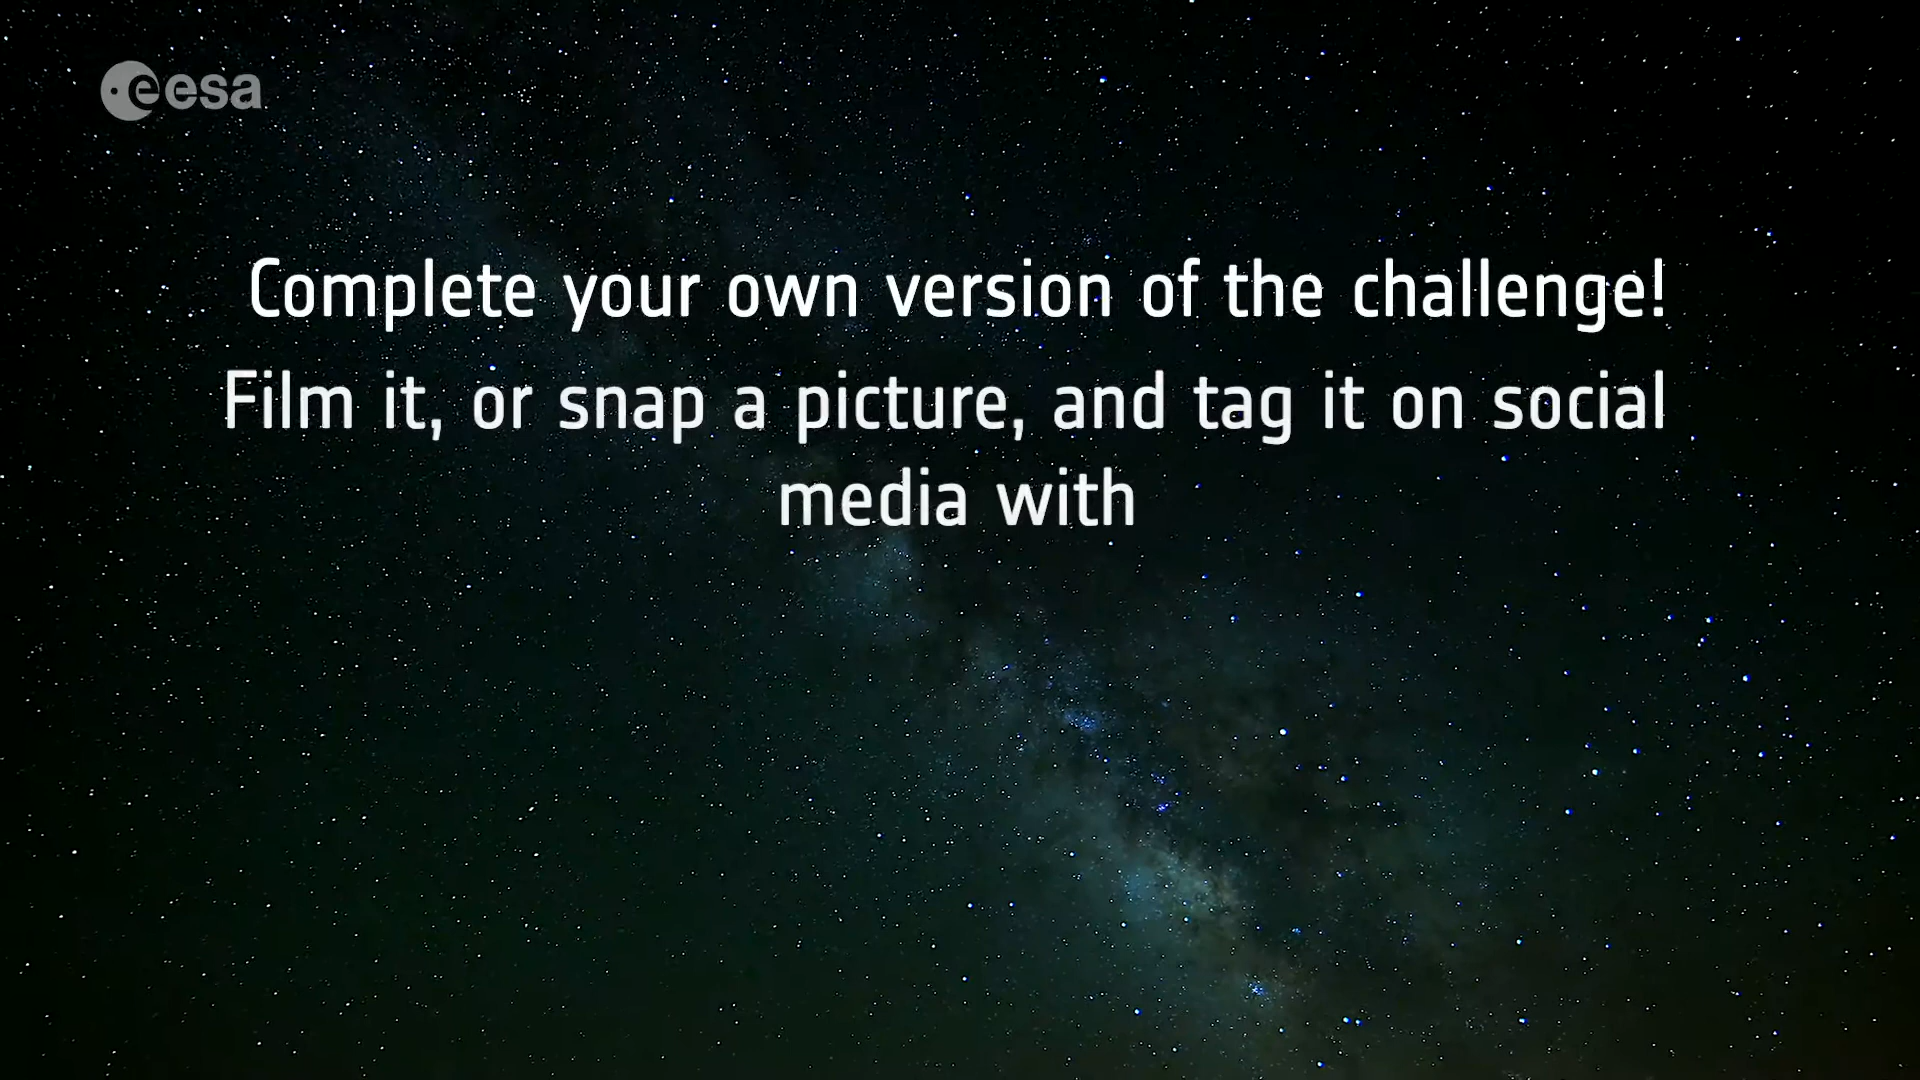 eesa
Complete your own version of the challenge!
Film it, or snap a picture, and tag it on social
media with